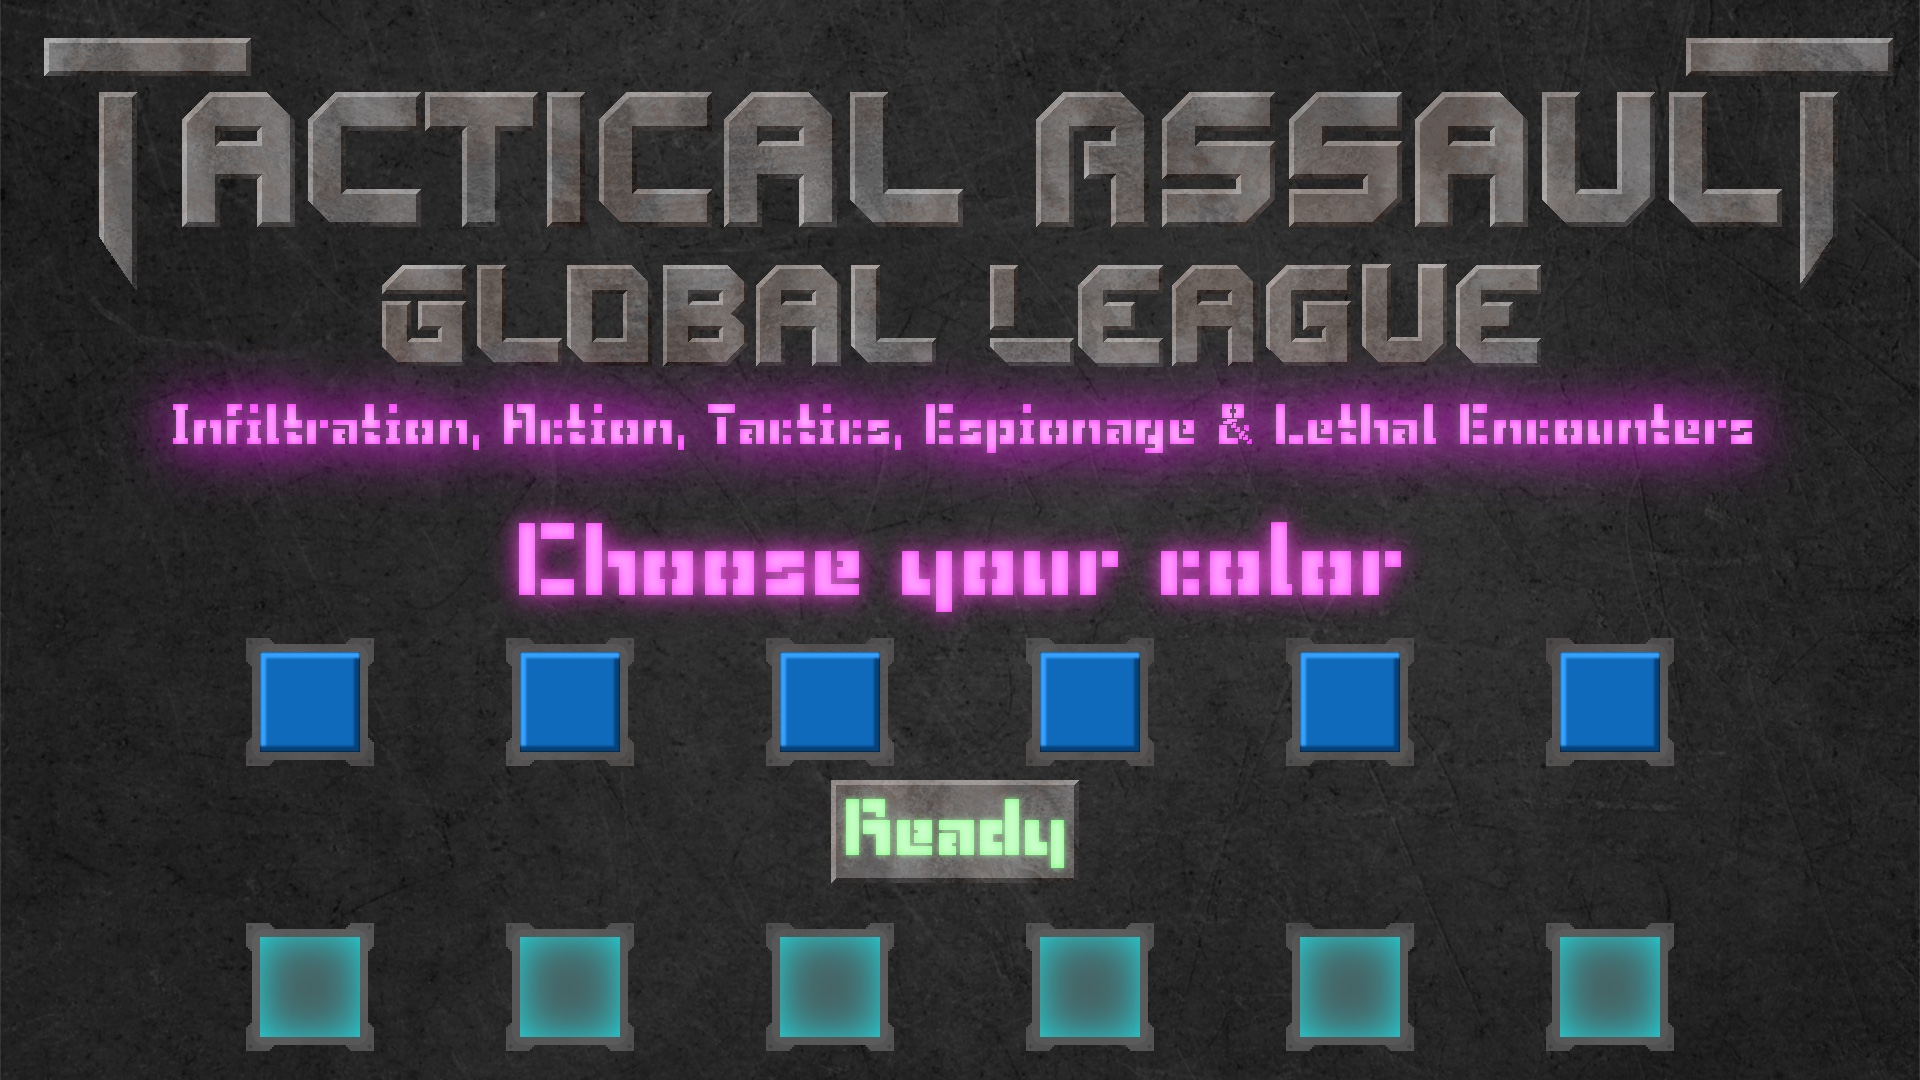 TACTICAL ASSAULT
GLOBAL LEAGUE
Infiltration, Action, Tactics, Espionage & Lethal Encounters
Choose your color
Ready